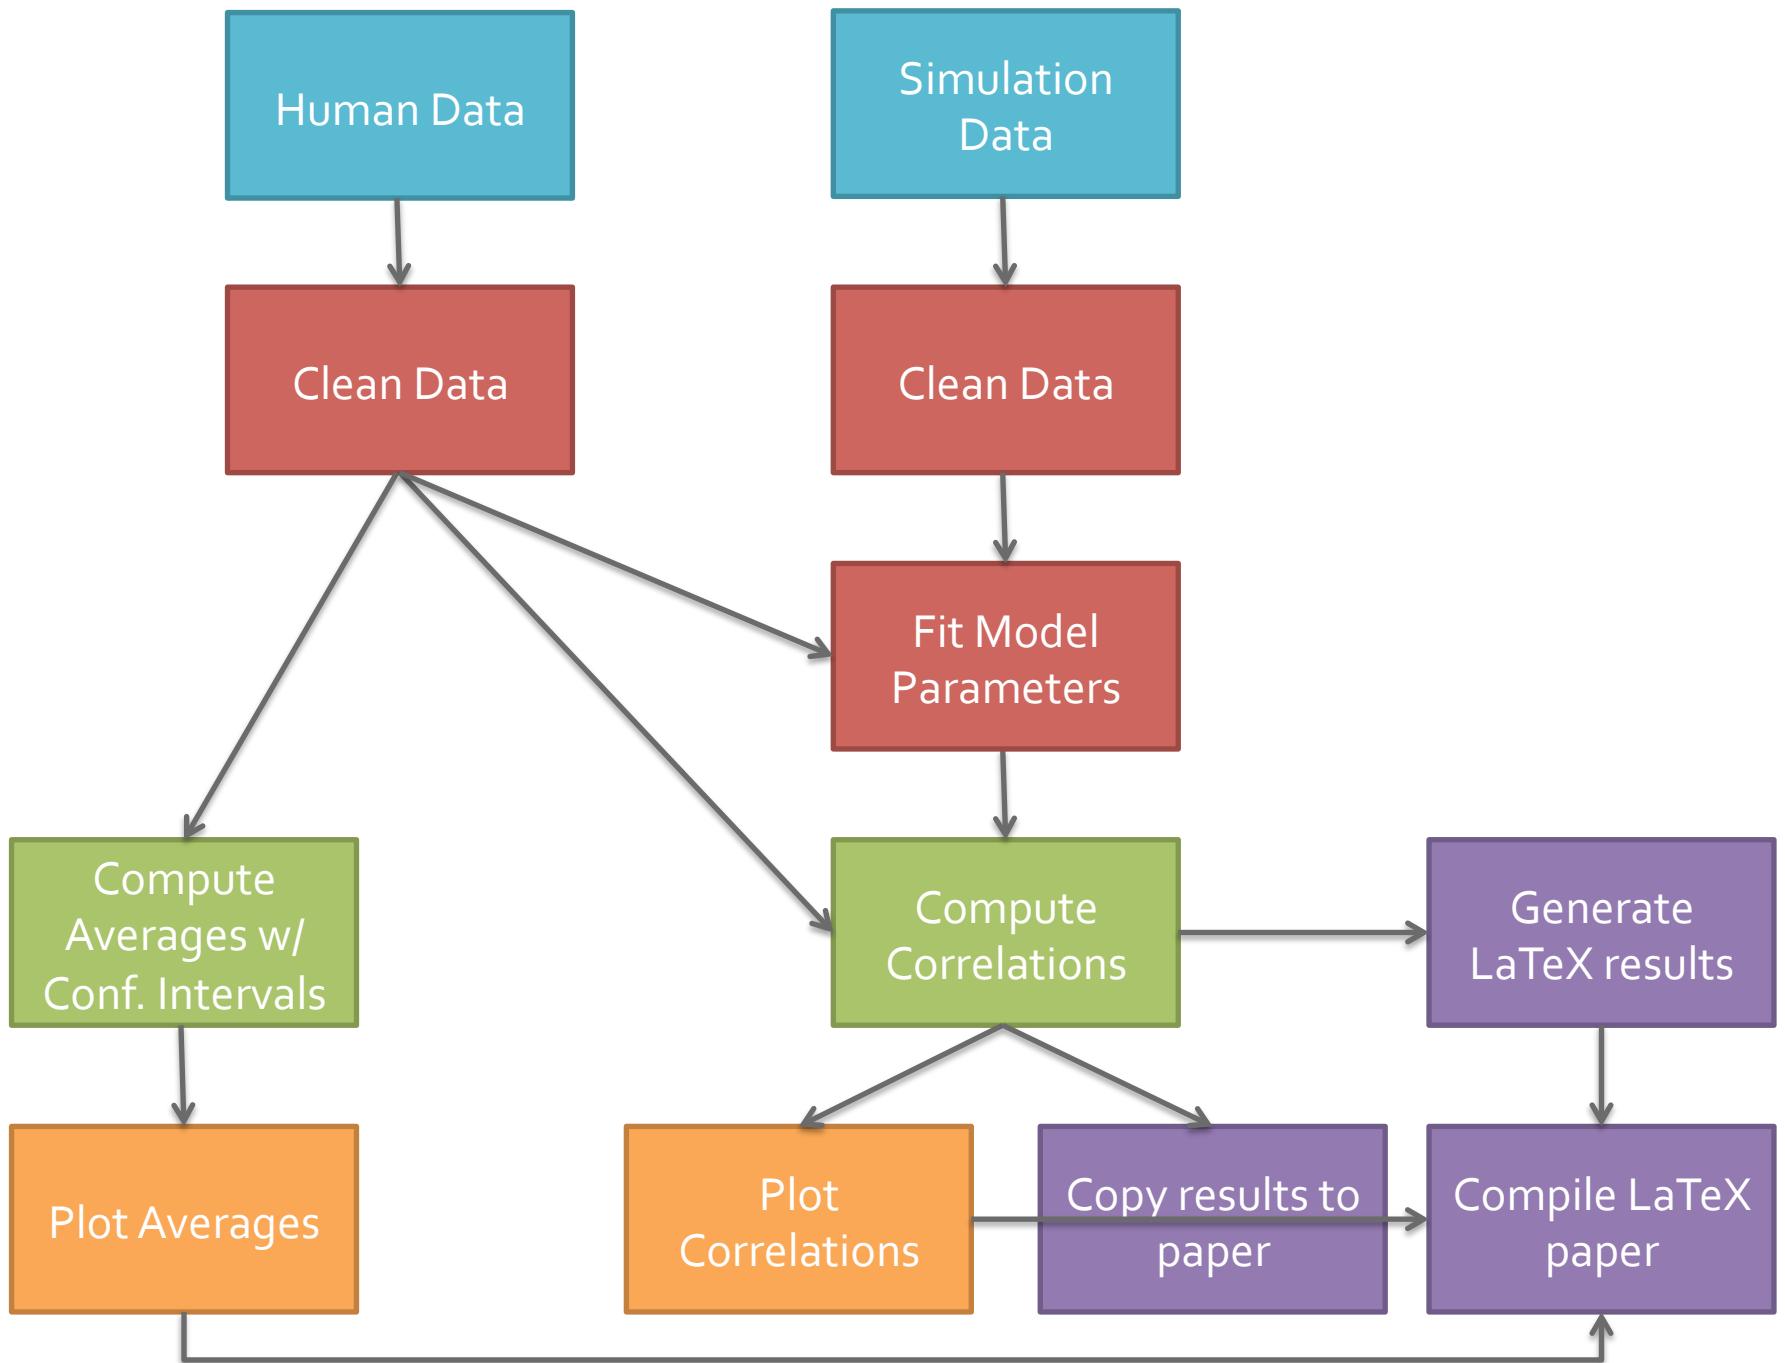 Human Data
Simulation
Data
Clean Data
Clean Data
Fit Model
Parameters
Compute
Averages w/
Conf. Intervals
Compute
Correlations
Generate
LaTeX results
Plot Averages
Plot
Correlations
Copy results to
paper
Compile LaTeX
paper